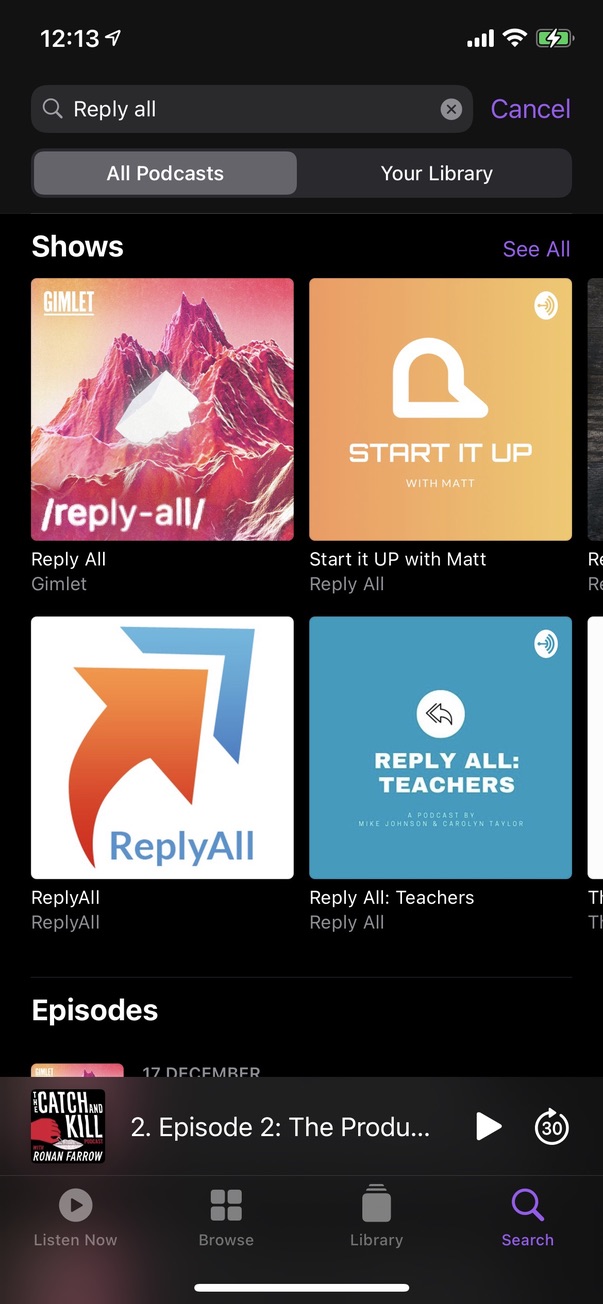 12:13
Reply all
Cancel
All Podcasts
Your Library
Shows
See All
GIMLET
/reply-all/
START IT UP
WITH MATT
Reply All
Gimlet
Start it UP with Matt
Reply All
Re
Re
ReplyAll
REPLY ALL:
TEACHERS
A PODCAST BY
MIKE JOHNSON & CAROLYN TAYLOR
ReplyAll
ReplyAll
Reply All: Teachers
Reply All
Th
Th
Episodes
GIMLET
17 DECEMBER
THE
CATCH AND
KILL
PODCAST
WITH
RONAN FARROW
2. Episode 2: The Produ...
30
Listen Now
Browse
Library
Search